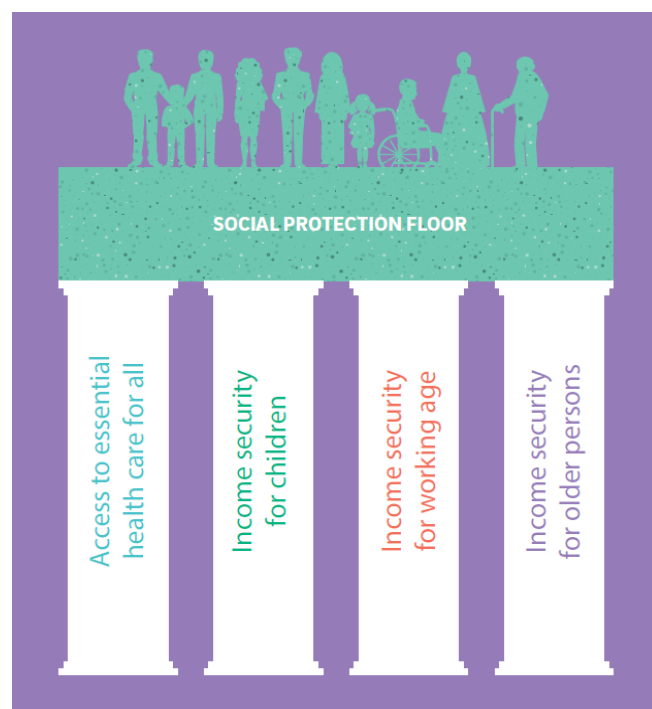 SOCIAL PROTECTION FLOOR
Access to essential
health care for all
Income security
for children
Income security
for working age
Income security
for older persons